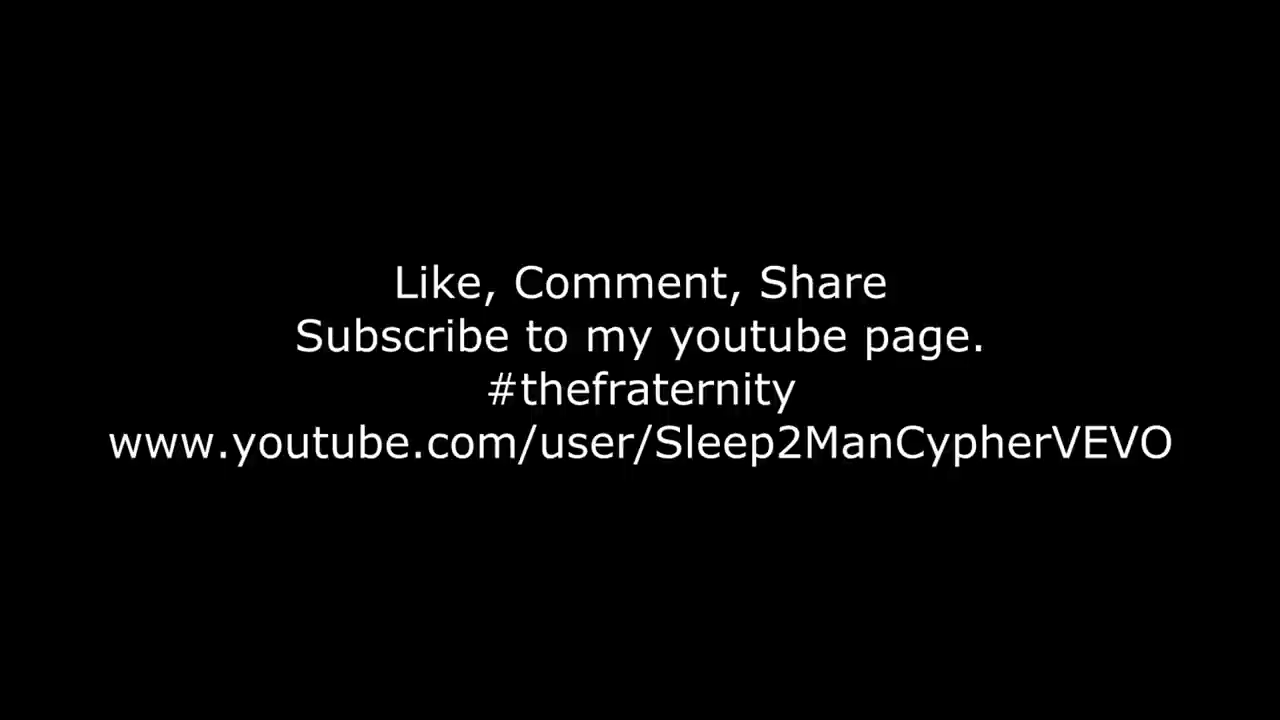 Like, Comment, Share
Subscribe to my youtube page.
#thefraternity
www.youtube.com/user/Sleep2ManCypherVEVO